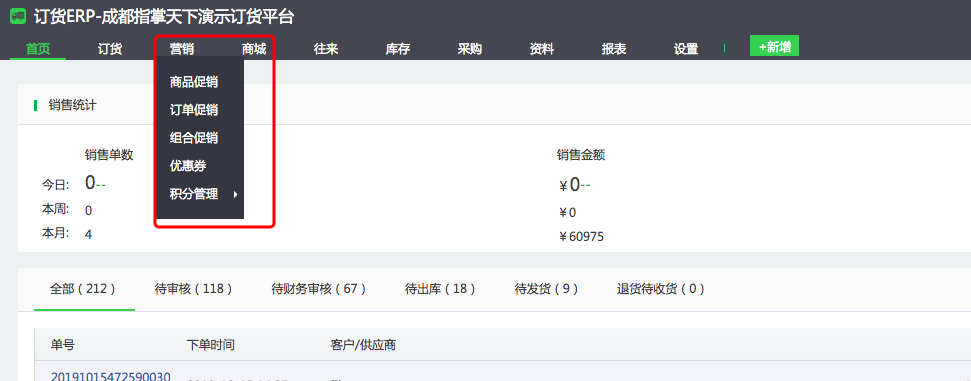 订货ERP-成都指掌天下演示订货平台
首页 订货 营销 商城 往来 库存 采购 资料 报表 设置 +新增
商品促销
订单促销
组合促销
优惠券
积分管理
销售统计
销售单数 销售金额
今日: 0-- ¥0--
本周: 0 ¥0
本月: 4 ¥60975
全部（212） 待审核（118） 待财务审核（67） 待出库（18） 待发货（9） 退货待收货（0）
单号 下单时间 客户/供应商
20191015472590030